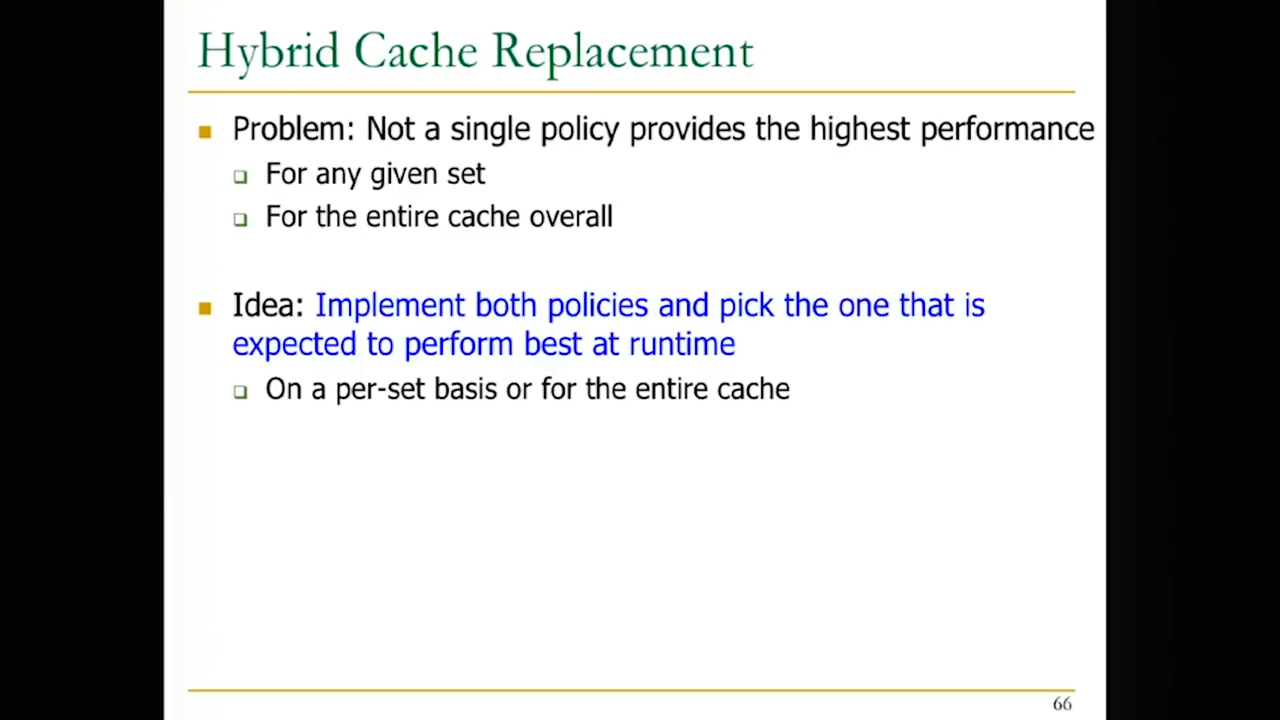 Hybrid Cache Replacement
Problem: Not a single policy provides the highest performance
For any given set
For the entire cache overall
Idea: Implement both policies and pick the one that is
expected to perform best at runtime
On a per-set basis or for the entire cache
66